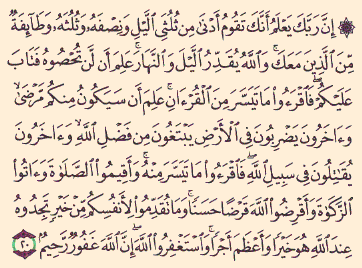 ۞ إِنَّ رَبَّكَ يَعْلَمُ أَنَّكَ تَقُومُ أَدْنَىٰ مِن ثُلُثَيِ ٱلَّيْلِ وَنِصْفَهُۥ وَثُلُثَهُۥ وَطَآئِفَةٌ
مِّنَ ٱلَّذِينَ مَعَكَۚ وَٱللَّهُ يُقَدِّرُ ٱلَّيْلَ وَٱلنَّهَارَۚ عَلِمَ أَن لَّن تُحْصُوهُ فَتَابَ
عَلَيْكُمْۖ فَٱقْرَءُوا۟ مَا تَيَسَّرَ مِنَ ٱلْقُرْءَانِۚ عَلِمَ أَن سَيَكُونُ مِنكُم مَّرْضَىٰۙ
وَءَاخَرُونَ يَضْرِبُونَ فِى ٱلْأَرْضِ يَبْتَغُونَ مِن فَضْلِ ٱللَّهِۙ وَءَاخَرُونَ
يُقَٰتِلُونَ فِى سَبِيلِ ٱللَّهِۖ فَٱقْرَءُوا۟ مَا تَيَسَّرَ مِنْهُۚ وَأَقِيمُوا۟ ٱلصَّلَوٰةَ وَءَاتُوا۟
ٱلزَّكَوٰةَ وَأَقْرِضُوا۟ ٱللَّهَ قَرْضًا حَسَنًاۚ وَمَا تُقَدِّمُوا۟ لِأَنفُسِكُم مِّنْ خَيْرٍ تَجِدُوهُ
عِندَ ٱللَّهِ هُوَ خَيْرًا وَأَعْظَمَ أَجْرًاۚ وَٱسْتَغْفِرُوا۟ ٱللَّهَۖ إِنَّ ٱللَّهَ غَفُورٌ رَّحِيمٌۢ ٢٠